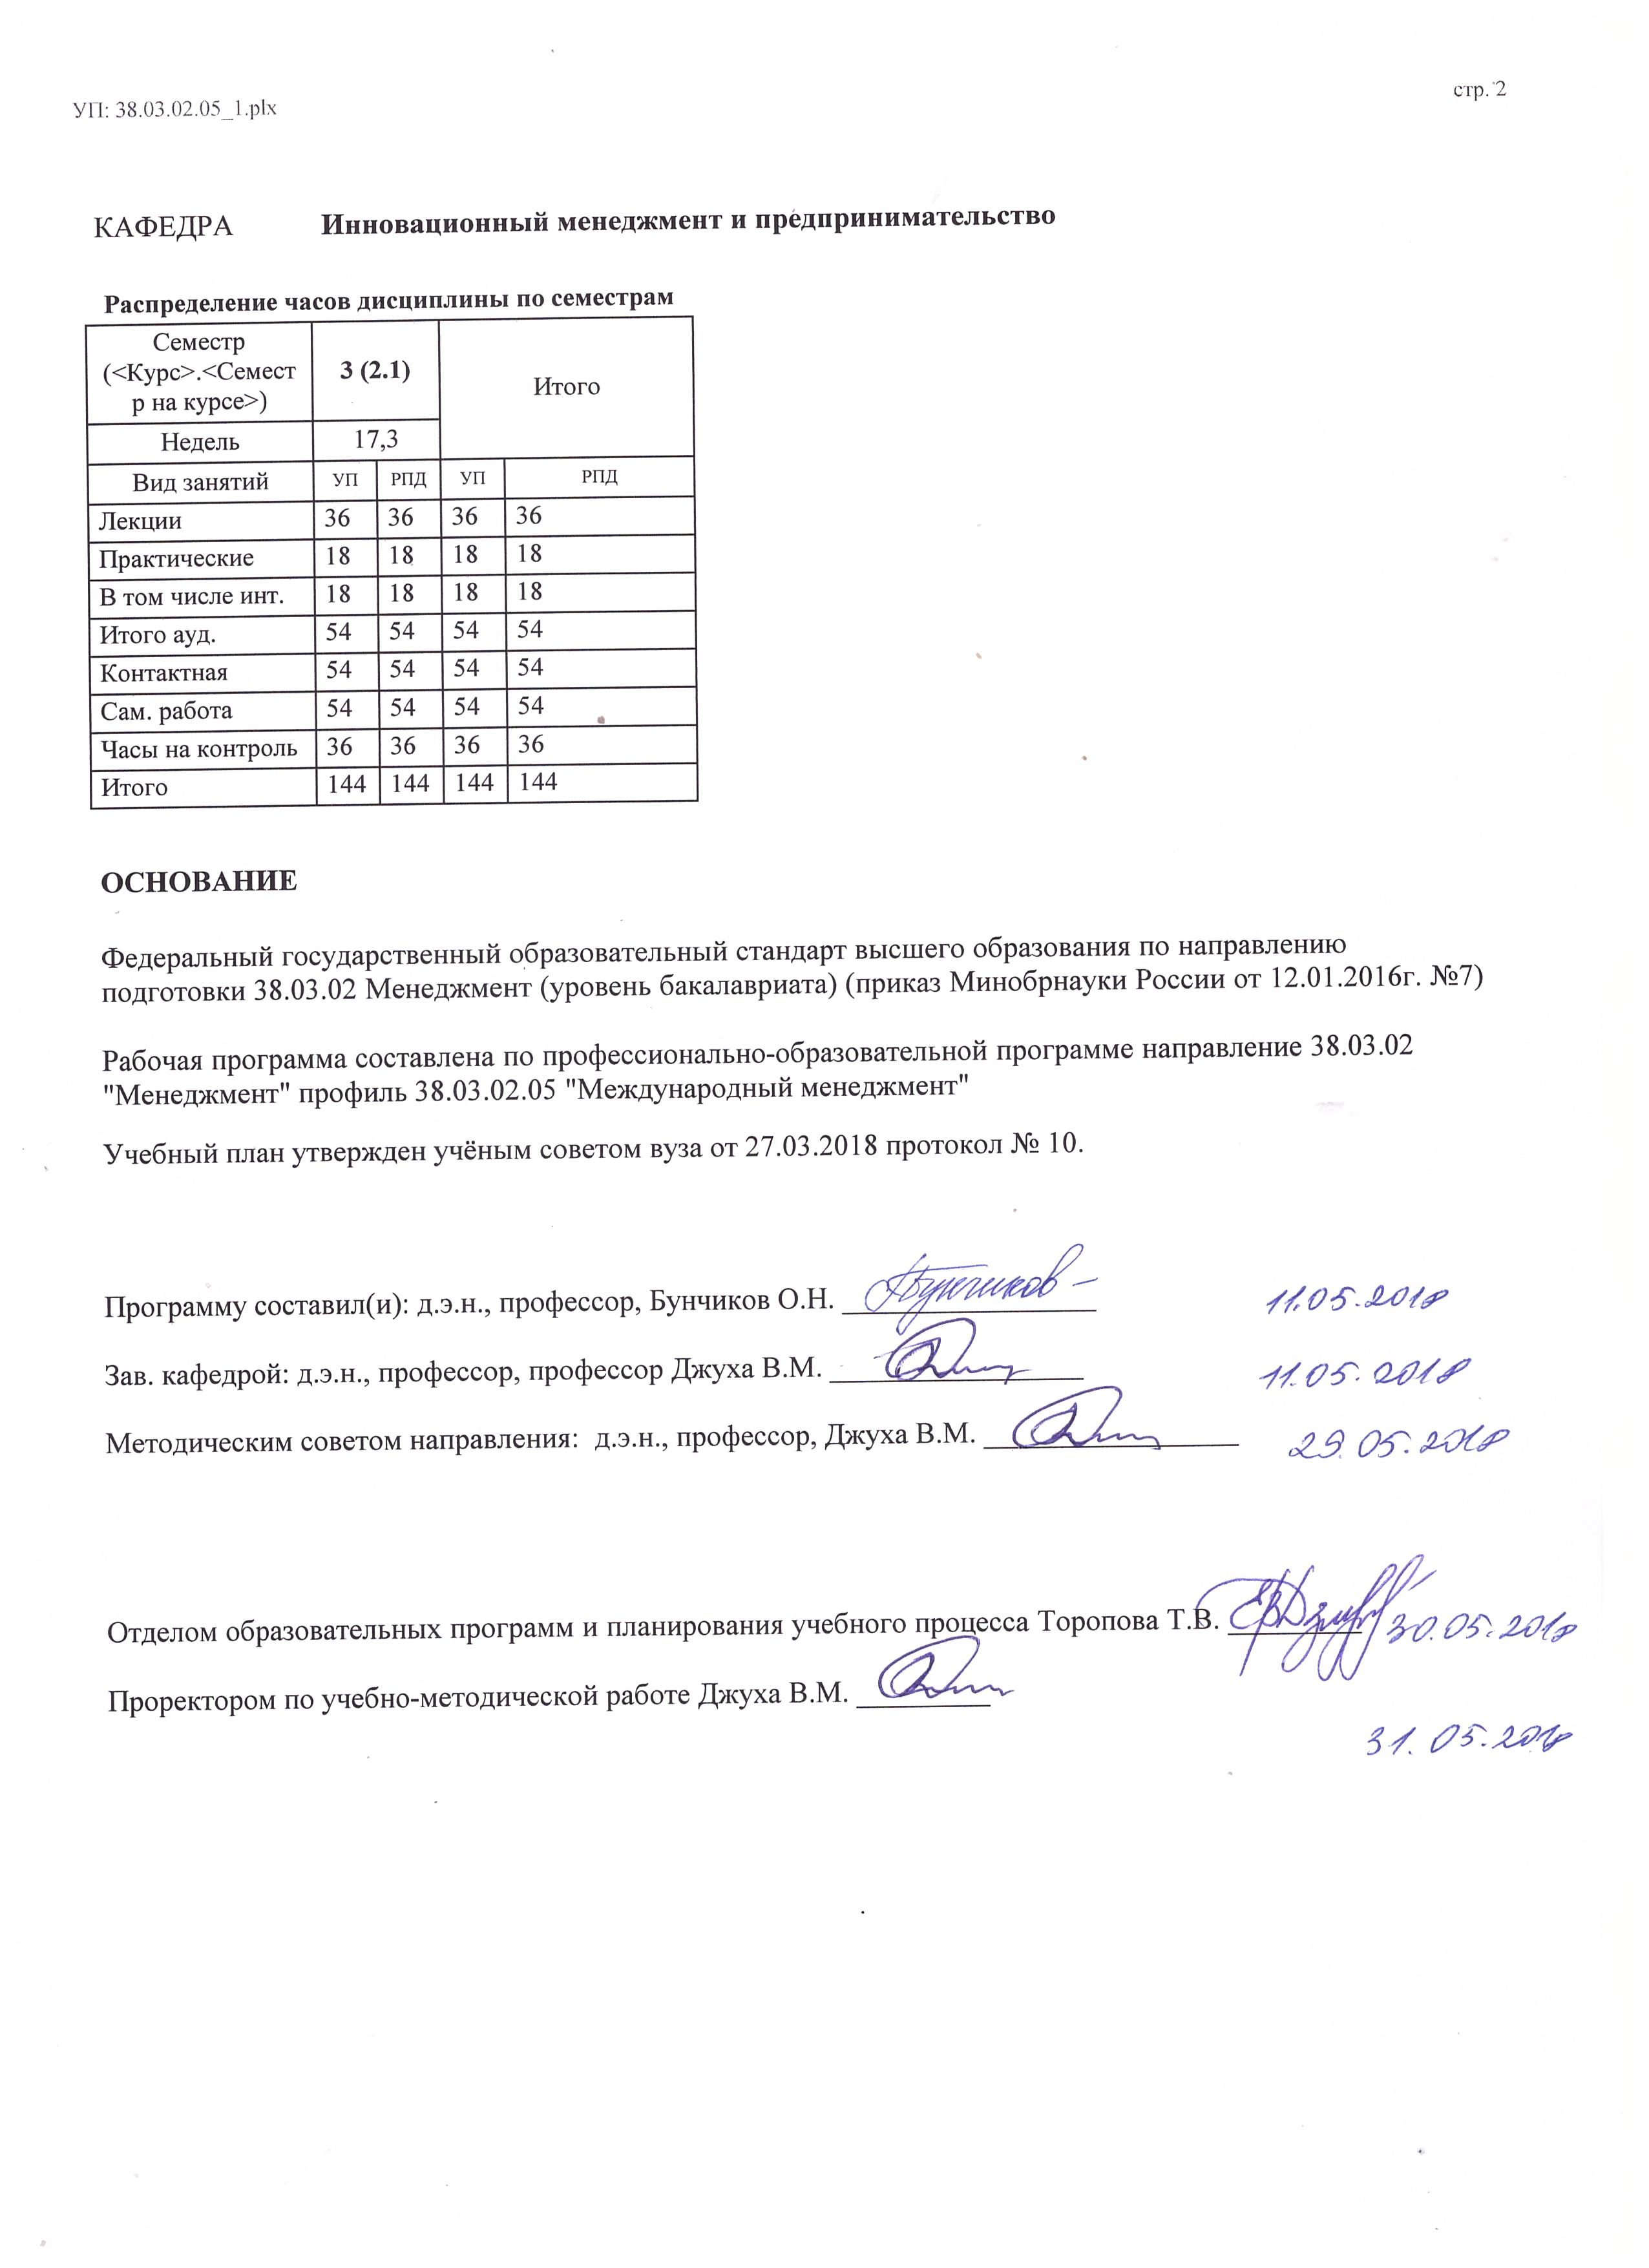 УП: 38.03.02.05_1.plx
стр. 2
КАФЕДРА Инновационный менеджмент и предпринимательство
Распределение часов дисциплины по семестрам
Семестр
(<Курс>.<Семест
р на курсе>)
3 (2.1)
Итого
Недель 17,3
Вид занятий УП РПД УП РПД
Лекции 36 36 36 36
Практические 18 18 18 18
В том числе инт. 18 18 18 18
Итого ауд. 54 54 54 54
Контактная 54 54 54 54
Сам. работа 54 54 54 54
Часы на контроль 36 36 36 36
Итого 144 144 144 144
ОСНОВАНИЕ
Федеральный государственный образовательный стандарт высшего образования по направлению
подготовки 38.03.02 Менеджмент (уровень бакалавриата) (приказ Минобрнауки России от 12.01.2016г. №7)
Рабочая программа составлена по профессионально-образовательной программе направление 38.03.02
"Менеджмент" профиль 38.03.02.05 "Международный менеджмент"
Учебный план утвержден учёным советом вуза от 27.03.2018 протокол № 10.
Программу составил(и): д.э.н., профессор, Бунчиков О.Н. Бунчиков 11.05.2018
Зав. кафедрой: д.э.н., профессор, профессор Джуха В.М. 11.05.2018
Методическим советом направления: д.э.н., профессор, Джуха В.М. 29.05.2018
Отделом образовательных программ и планирования учебного процесса Торопова Т.В. 30.05.2018
Проректором по учебно-методической работе Джуха В.М.
31.05.2018